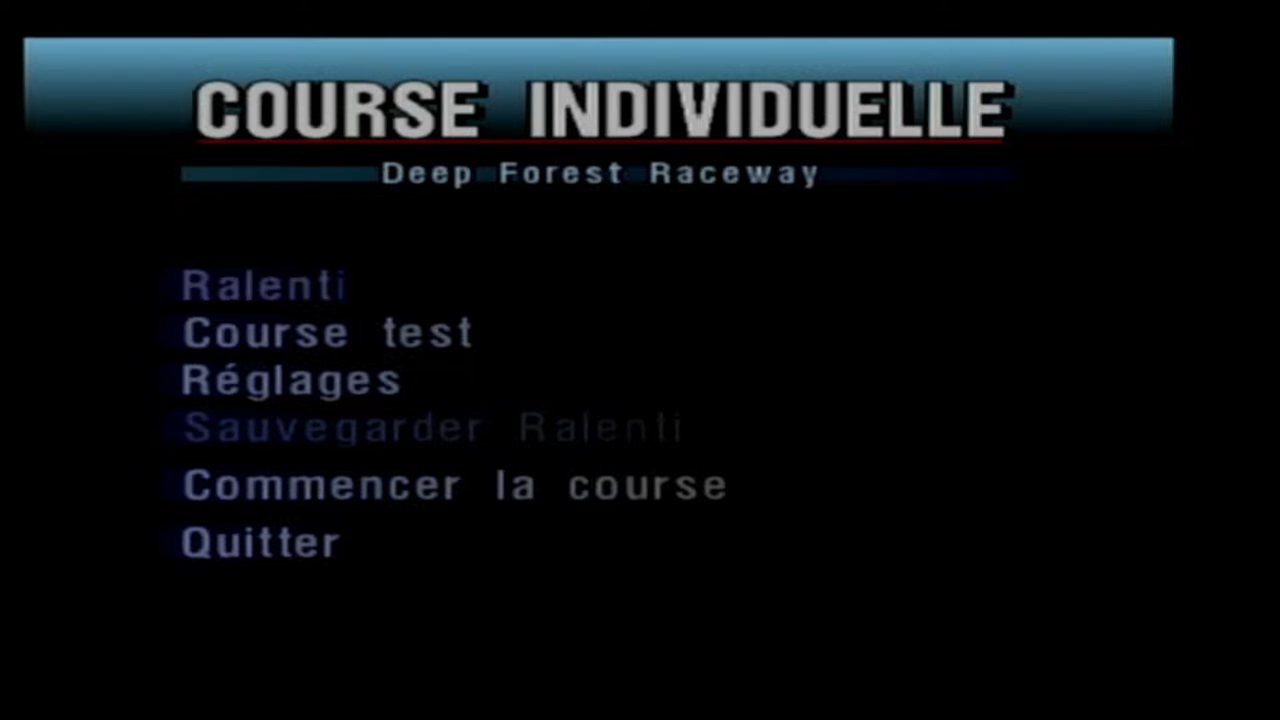 COURSE INDIVIDUELLE
Deep Forest Raceway
Ralenti
Course test
Réglages
Sauvegarder Ralenti
Commencer la course
Quitter